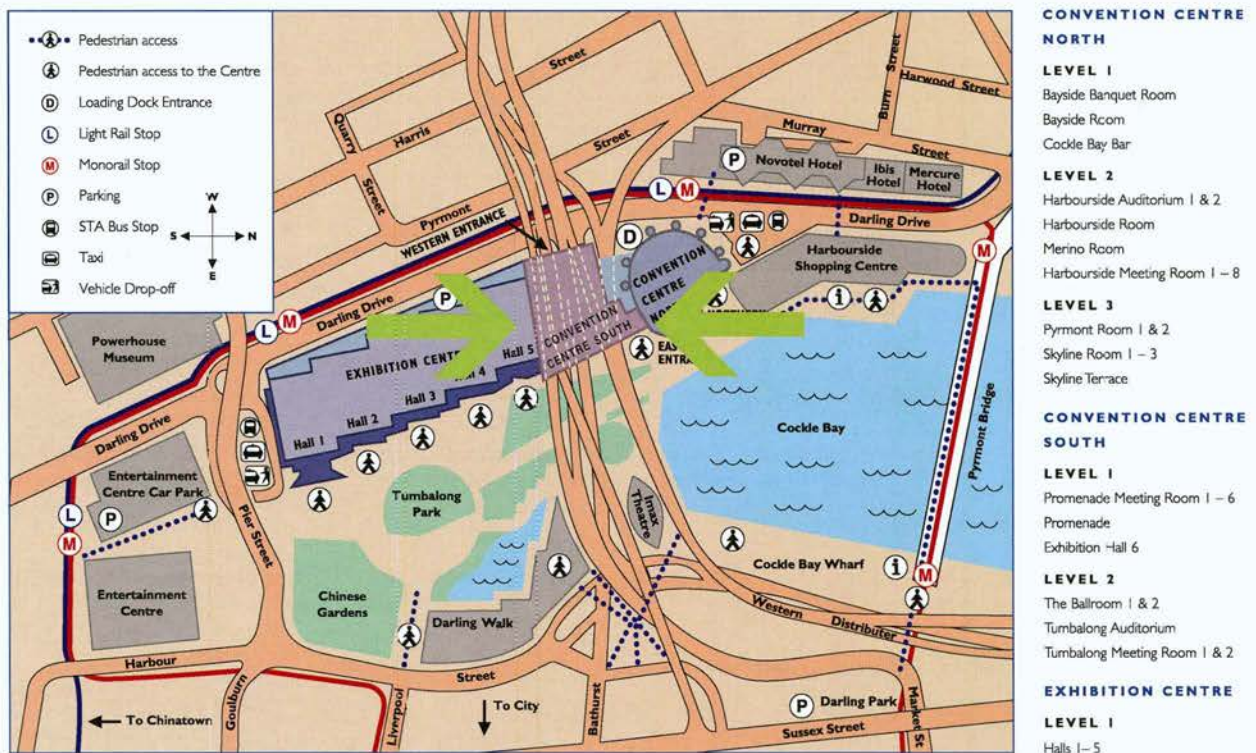 Pedestrian access
Pedestrian access to the Centre
D Loading Dock Entrance
L Light Rail Stop
M Monorail Stop
P Parking
STA Bus Stop
Taxi
Vehicle Drop-off
W
S N
E
Quarry
Street
Harris
Street
Pyrmont
Street
WESTERN ENTRANCE
Burn Street
Harwood Street
Murray
Street
P
Novotel Hotel
Ibis
Hotel
Mercure
Hotel
L M
Darling Drive
D
Harbourside
Shopping Centre
M
CONVENTION
CENTRE
i
EAST
CONVENTION
CENTRE SOUTH
P
Darling Drive
L M
Powerhouse
Museum
EXHIBITION CENTRE
Hall 5
Hall 4
Hall 3
Hall 2
Hall 1
Cockle Bay
Pyrmont Bridge
Darling Drive
Entertainment
Centre Car Park
P
L
M
Pier Street
Tumbalong
Park
Imax
Theatre
Cockle Bay Wharf
i
M
Entertainment
Centre
Chinese
Gardens
Darling Walk
Western
Distributer
Harbour
Street
To Chinatown
Goulburn
Liverpool
To City
Bathurst
P Darling Park
Sussex Street
Market St
CONVENTION CENTRE
NORTH
LEVEL 1
Bayside Banquet Room
Bayside Room
Cockle Bay Bar
LEVEL 2
Harbourside Auditorium 1 & 2
Harbourside Room
Merino Room
Harbourside Meeting Room 1 – 8
LEVEL 3
Pyrmont Room 1 & 2
Skyline Room 1 – 3
Skyline Terrace
CONVENTION CENTRE
SOUTH
LEVEL 1
Promenade Meeting Room 1 – 6
Promenade
Exhibition Hall 6
LEVEL 2
The Ballroom 1 & 2
Tumbalong Auditorium
Tumbalong Meeting Room 1 & 2
EXHIBITION CENTRE
LEVEL 1
Halls 1– 5